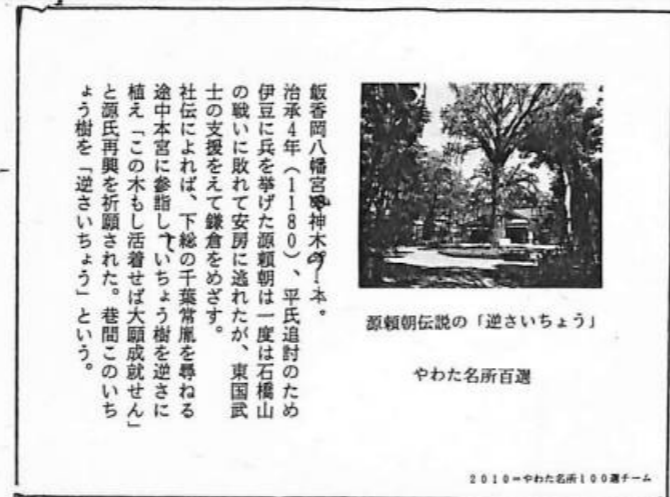 源頼朝伝説の「逆さいちょう」
やわた名所百選
飯香岡八幡宮神木の本。
治承4年(1180)、平氏追討のため
伊豆に兵を挙げた源頼朝は一度は石橋山
の戦いに敗れて安房に逃れたが、東国武
士の支援をえて鎌倉をめざす。
社伝によれば、下総の千葉常胤を尋ねる
途中本宮に参詣していちょう樹を逆さに
植え「この木もし活着せば大願成就せん」
と源氏再興を祈願された。巷間このいち
ょう樹を「逆さいちょう」という。
2010=やわた名所100選チーム